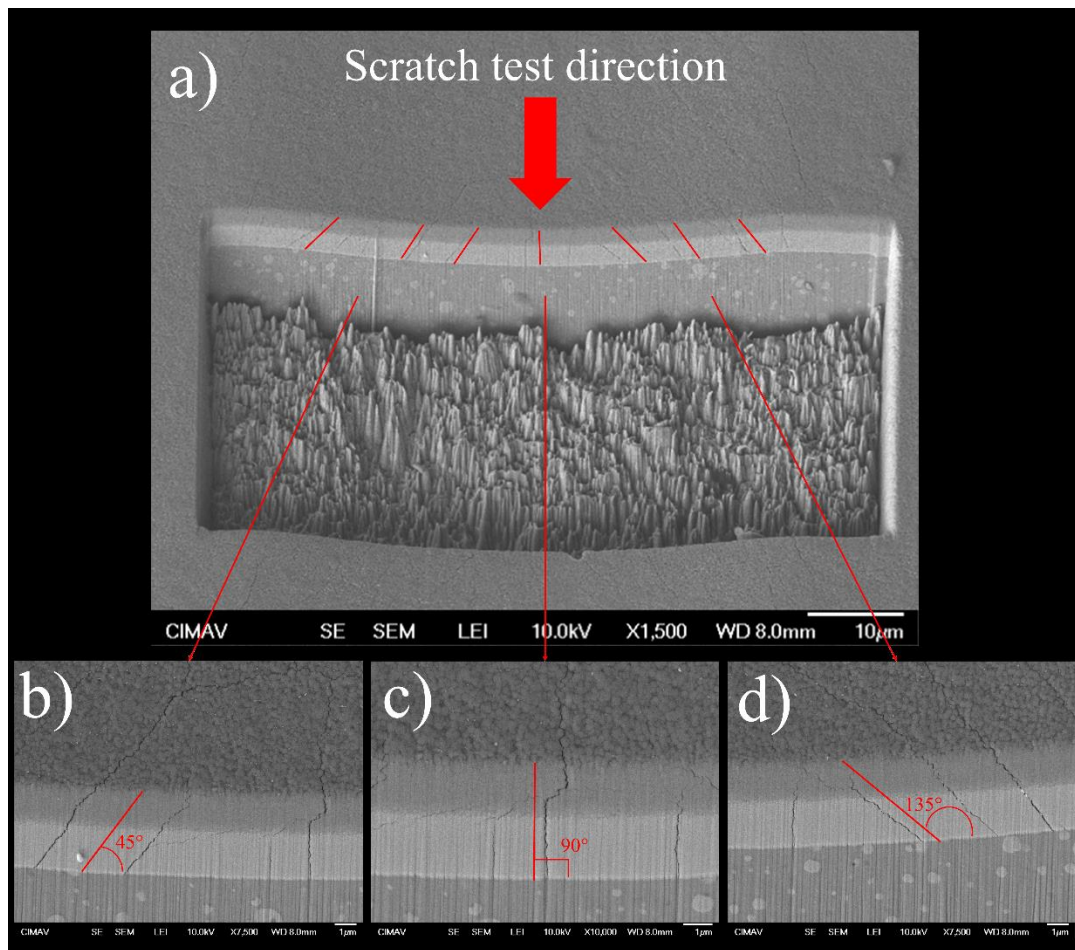 a)
Scratch test direction
CIMAV SE SEM LEI 10.0kV X1,500 WD 8.0mm 10µm
b)
45°
CIMAV SE SEM LEI 10.0kV X7,500 WD 8.0mm 1µm
c)
90°
CIMAV SE SEM LEI 10.0kV X10,000 WD 8.0mm 1µm
d)
135°
CIMAV SE SEM LEI 10.0kV X7,500 WD 8.0mm 1µm